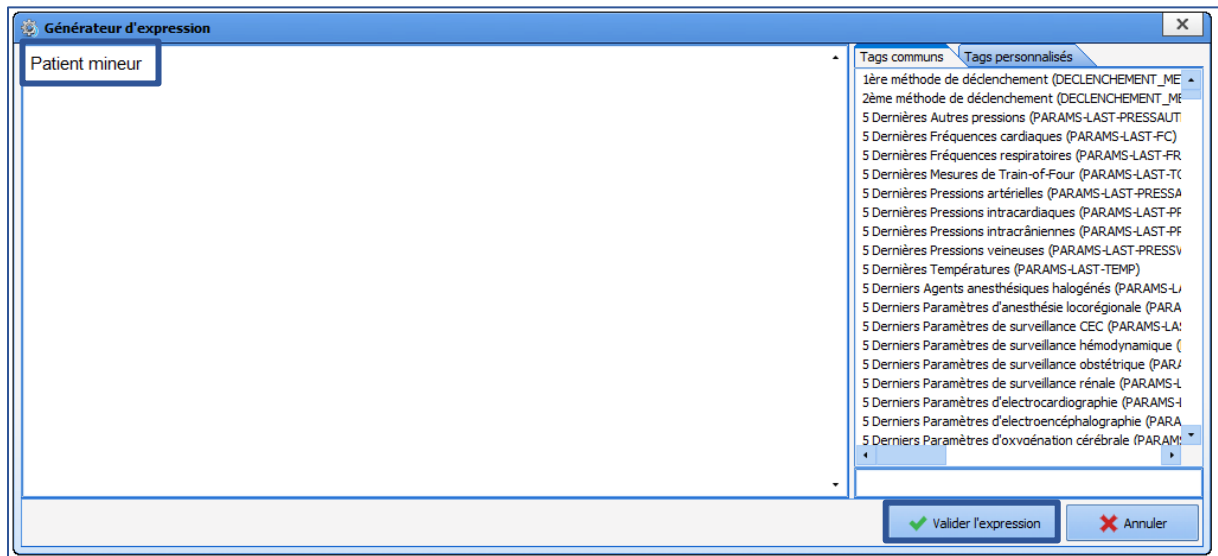 Générateur d'expression
Patient mineur
Tags communs
Tags personnalisés
1ère méthode de déclenchement (DECLENCHEMENT_ME
2ème méthode de déclenchement (DECLENCHEMENT_ME
5 Dernières Autres pressions (PARAMS-LAST-PRESSAUT
5 Dernières Fréquences cardiaques (PARAMS-LAST-FC)
5 Dernières Fréquences respiratoires (PARAMS-LAST-FR
5 Dernières Mesures de Train-of-Four (PARAMS-LAST-TO
5 Dernières Pressions artérielles (PARAMS-LAST-PRESSA
5 Dernières Pressions intracardiaques (PARAMS-LAST-PR
5 Dernières Pressions intracrâniennes (PARAMS-LAST-PR
5 Dernières Pressions veineuses (PARAMS-LAST-PRESSV
5 Dernières Températures (PARAMS-LAST-TEMP)
5 Derniers Agents anesthésiques halogénés (PARAMS-LA
5 Derniers Paramètres d'anesthésie locorégionale (PARA
5 Derniers Paramètres de surveillance CEC (PARAMS-LAS
5 Derniers Paramètres de surveillance hémodynamique (
5 Derniers Paramètres de surveillance obstétrique (PARA
5 Derniers Paramètres de surveillance rénale (PARAMS-L
5 Derniers Paramètres d'electrocardiographie (PARAMS-
5 Derniers Paramètres d'electroencéphalographie (PARA
5 Derniers Paramètres d'oxygénation cérébrale (PARAMS
Valider l'expression
Annuler